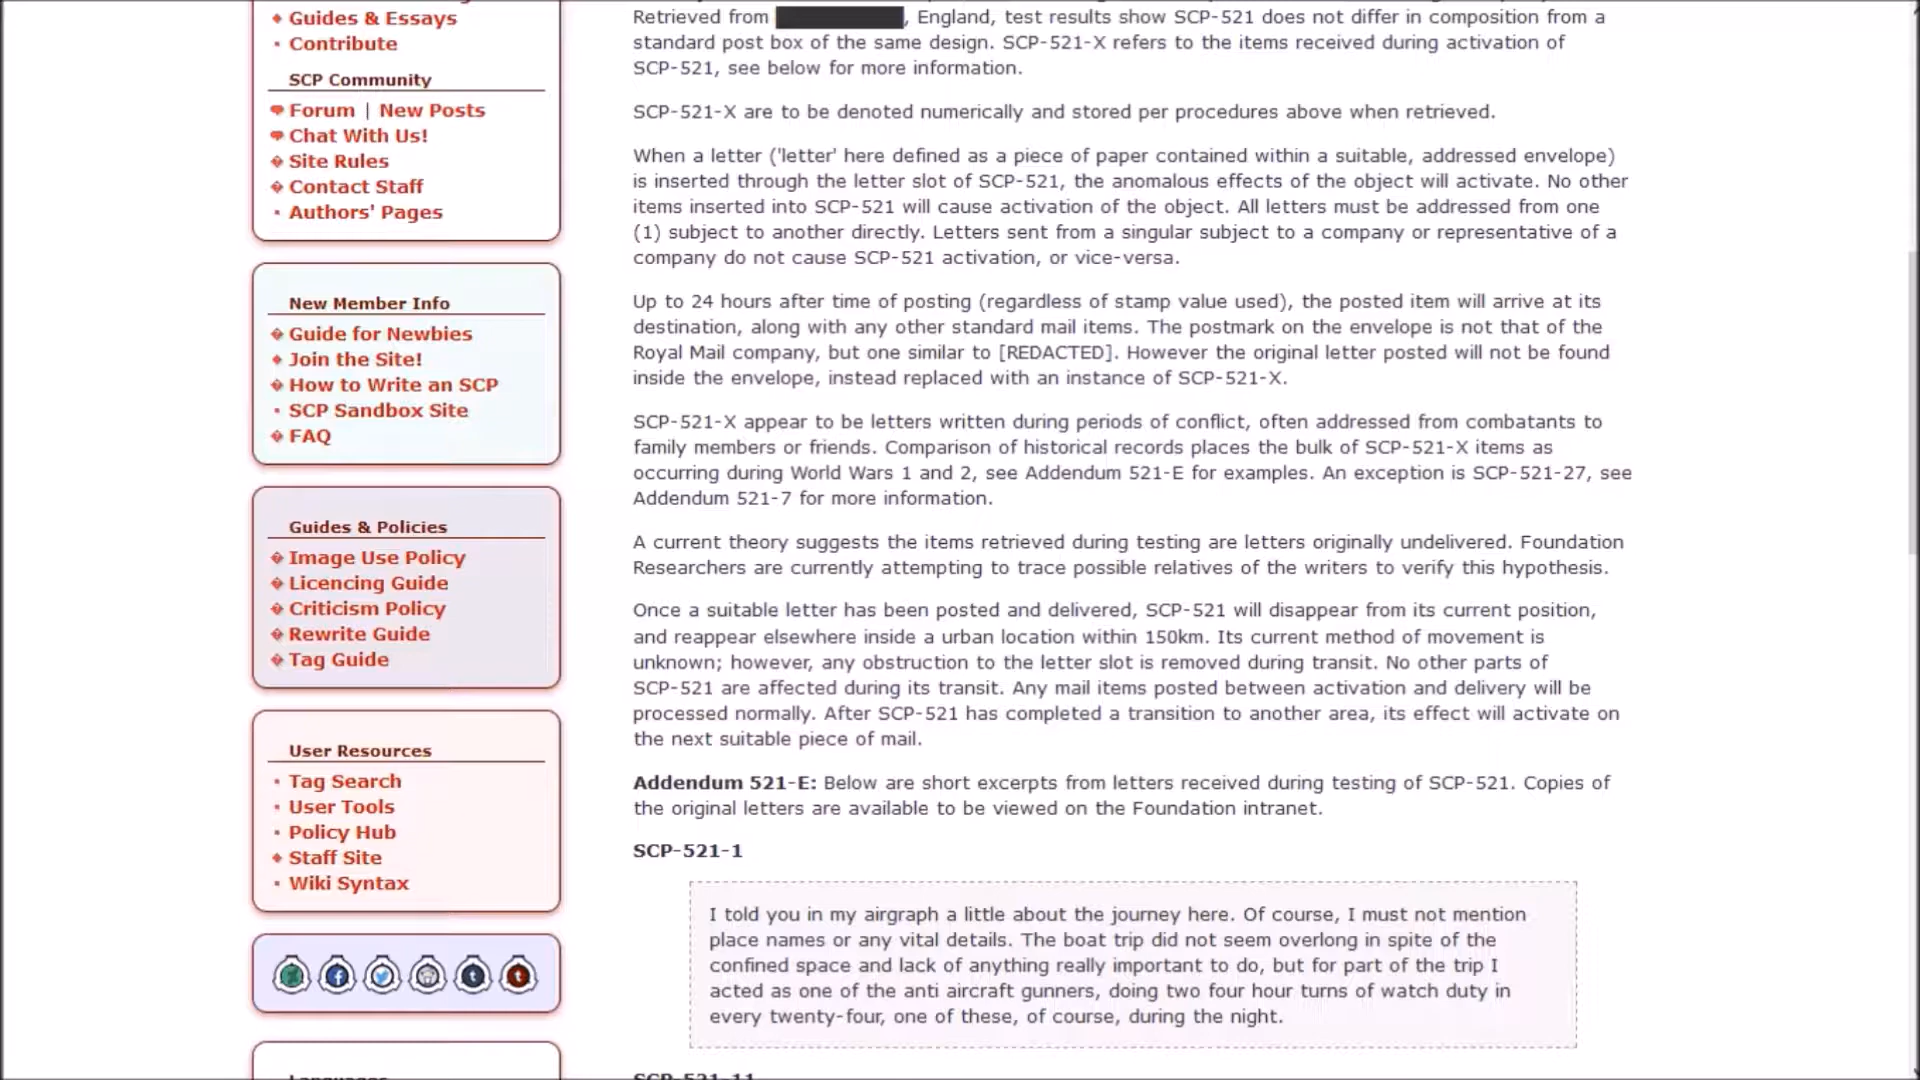 Guides & Essays
Contribute
SCP Community
Forum | New Posts
Chat With Us!
Site Rules
Contact Staff
Authors' Pages
New Member Info
Guide for Newbies
Join the Site!
How to Write an SCP
SCP Sandbox Site
FAQ
Guides & Policies
Image Use Policy
Licencing Guide
Criticism Policy
Rewrite Guide
Tag Guide
User Resources
Tag Search
User Tools
Policy Hub
Staff Site
Wiki Syntax
Languages
Retrieved from , England, test results show SCP-521 does not differ in composition from a
standard post box of the same design. SCP-521-X refers to the items received during activation of
SCP-521, see below for more information.
SCP-521-X are to be denoted numerically and stored per procedures above when retrieved.
When a letter ('letter' here defined as a piece of paper contained within a suitable, addressed envelope)
is inserted through the letter slot of SCP-521, the anomalous effects of the object will activate. No other
items inserted into SCP-521 will cause activation of the object. All letters must be addressed from one
(1) subject to another directly. Letters sent from a singular subject to a company or representative of a
company do not cause SCP-521 activation, or vice-versa.
Up to 24 hours after time of posting (regardless of stamp value used), the posted item will arrive at its
destination, along with any other standard mail items. The postmark on the envelope is not that of the
Royal Mail company, but one similar to [REDACTED]. However the original letter posted will not be found
inside the envelope, instead replaced with an instance of SCP-521-X.
SCP-521-X appear to be letters written during periods of conflict, often addressed from combatants to
family members or friends. Comparison of historical records places the bulk of SCP-521-X items as
occurring during World Wars 1 and 2, see Addendum 521-E for examples. An exception is SCP-521-27, see
Addendum 521-7 for more information.
A current theory suggests the items retrieved during testing are letters originally undelivered. Foundation
Researchers are currently attempting to trace possible relatives of the writers to verify this hypothesis.
Once a suitable letter has been posted and delivered, SCP-521 will disappear from its current position,
and reappear elsewhere inside a urban location within 150km. Its current method of movement is
unknown; however, any obstruction to the letter slot is removed during transit. No other parts of
SCP-521 are affected during its transit. Any mail items posted between activation and delivery will be
processed normally. After SCP-521 has completed a transition to another area, its effect will activate on
the next suitable piece of mail.
Addendum 521-E: Below are short excerpts from letters received during testing of SCP-521. Copies of
the original letters are available to be viewed on the Foundation intranet.
SCP-521-1
I told you in my airgraph a little about the journey here. Of course, I must not mention
place names or any vital details. The boat trip did not seem overlong in spite of the
confined space and lack of anything really important to do, but for part of the trip I
acted as one of the anti aircraft gunners, doing two four hour turns of watch duty in
every twenty-four, one of these, of course, during the night.
SCP-521-11